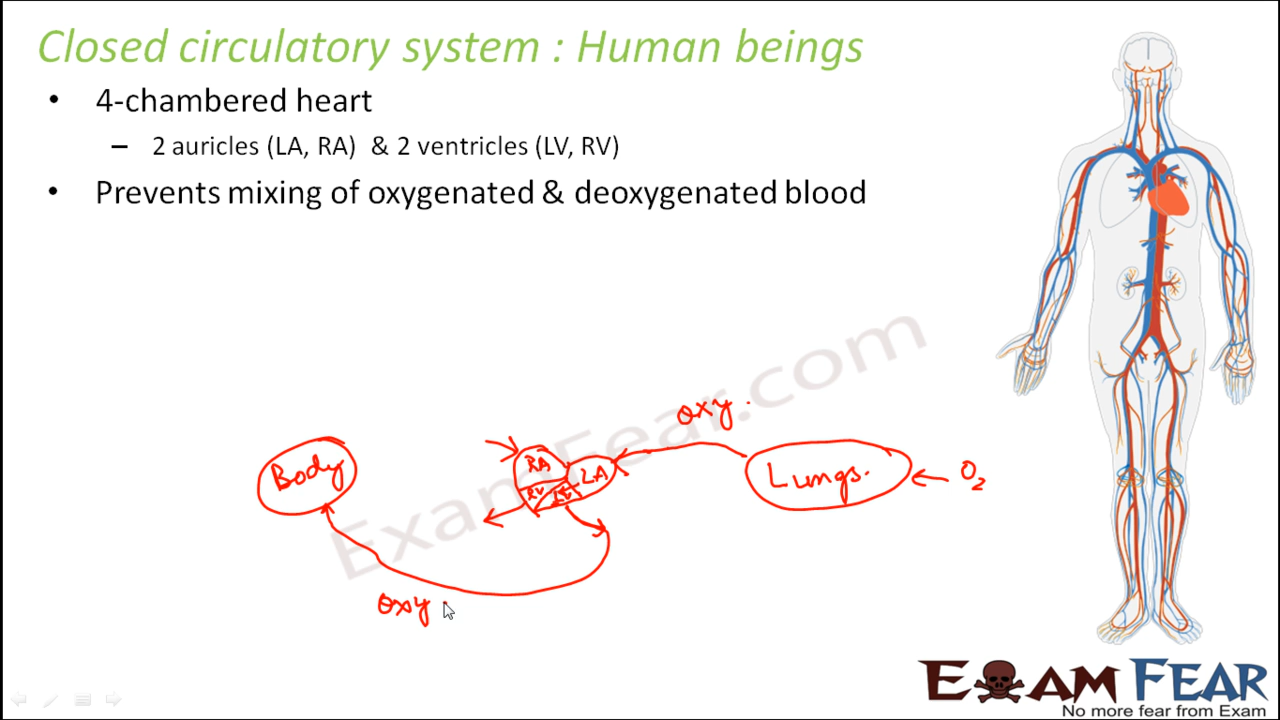 Closed circulatory system : Human beings
• 4-chambered heart
– 2 auricles (LA, RA) & 2 ventricles (LV, RV)
• Prevents mixing of oxygenated & deoxygenated blood
ExamFear.com
oxy.
Body
RA
LA
RV
LV
Lungs.
O2
oxy
EXAM FEAR
No more fear from Exam